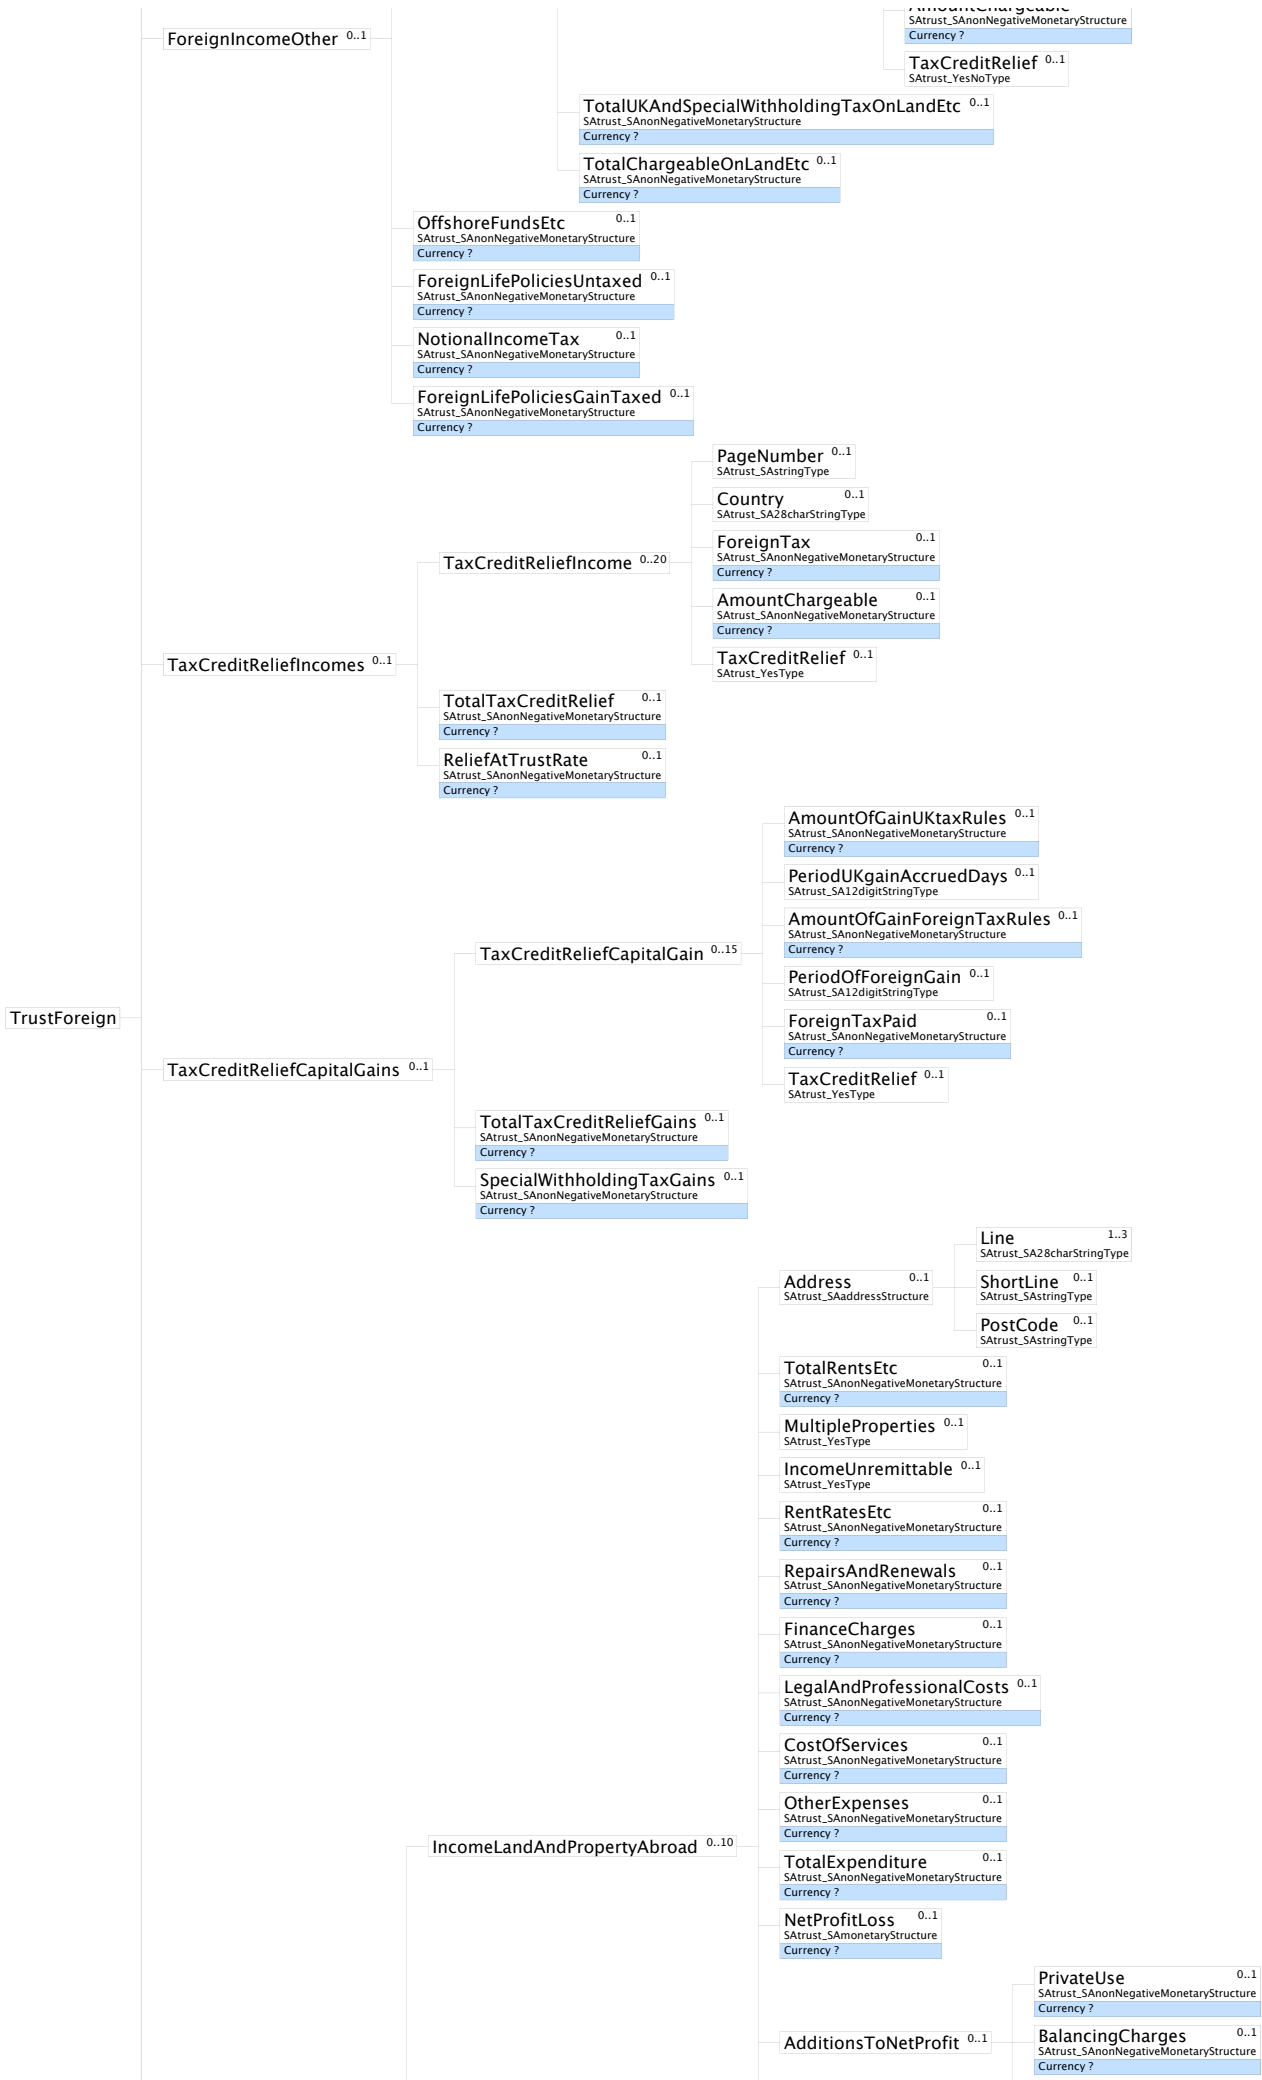 AmountChargeable
SAtrust_SAnonNegativeMonetaryStructure
Currency ?
ForeignIncomeOther 0..1
TaxCreditRelief 0..1
SAtrust_YesNoType
TotalUKAndSpecialWithholdingTaxOnLandEtc 0..1
SAtrust_SAnonNegativeMonetaryStructure
Currency ?
TotalChargeableOnLandEtc 0..1
SAtrust_SAnonNegativeMonetaryStructure
Currency ?
OffshoreFundsEtc 0..1
SAtrust_SAnonNegativeMonetaryStructure
Currency ?
ForeignLifePoliciesUntaxed 0..1
SAtrust_SAnonNegativeMonetaryStructure
Currency ?
NotionalIncomeTax 0..1
SAtrust_SAnonNegativeMonetaryStructure
Currency ?
ForeignLifePoliciesGainTaxed 0..1
SAtrust_SAnonNegativeMonetaryStructure
Currency ?
PageNumber 0..1
SAtrust_SAstringType
Country 0..1
SAtrust_SA28charStringType
ForeignTax 0..1
SAtrust_SAnonNegativeMonetaryStructure
Currency ?
TaxCreditReliefIncome 0..20
AmountChargeable 0..1
SAtrust_SAnonNegativeMonetaryStructure
Currency ?
TaxCreditRelief 0..1
SAtrust_YesType
TaxCreditReliefIncomes 0..1
TotalTaxCreditRelief 0..1
SAtrust_SAnonNegativeMonetaryStructure
Currency ?
ReliefAtTrustRate 0..1
SAtrust_SAnonNegativeMonetaryStructure
Currency ?
AmountOfGainUKtaxRules 0..1
SAtrust_SAnonNegativeMonetaryStructure
Currency ?
PeriodUKgainAccruedDays 0..1
SAtrust_SA12digitStringType
AmountOfGainForeignTaxRules 0..1
SAtrust_SAnonNegativeMonetaryStructure
Currency ?
TaxCreditReliefCapitalGain 0..15
PeriodOfForeignGain 0..1
SAtrust_SA12digitStringType
ForeignTaxPaid 0..1
SAtrust_SAnonNegativeMonetaryStructure
Currency ?
TrustForeign
TaxCreditReliefCapitalGains 0..1
TaxCreditRelief 0..1
SAtrust_YesType
TotalTaxCreditReliefGains 0..1
SAtrust_SAnonNegativeMonetaryStructure
Currency ?
SpecialWithholdingTaxGains 0..1
SAtrust_SAnonNegativeMonetaryStructure
Currency ?
Line 1..3
SAtrust_SA28charStringType
Address 0..1
SAtrust_SAaddressStructure
ShortLine 0..1
SAtrust_SAstringType
PostCode 0..1
SAtrust_SAstringType
TotalRentsEtc 0..1
SAtrust_SAnonNegativeMonetaryStructure
Currency ?
MultipleProperties 0..1
SAtrust_YesType
IncomeUnremittable 0..1
SAtrust_YesType
RentRatesEtc 0..1
SAtrust_SAnonNegativeMonetaryStructure
Currency ?
RepairsAndRenewals 0..1
SAtrust_SAnonNegativeMonetaryStructure
Currency ?
FinanceCharges 0..1
SAtrust_SAnonNegativeMonetaryStructure
Currency ?
LegalAndProfessionalCosts 0..1
SAtrust_SAnonNegativeMonetaryStructure
Currency ?
CostOfServices 0..1
SAtrust_SAnonNegativeMonetaryStructure
Currency ?
OtherExpenses 0..1
SAtrust_SAnonNegativeMonetaryStructure
Currency ?
IncomeLandAndPropertyAbroad 0..10
TotalExpenditure 0..1
SAtrust_SAnonNegativeMonetaryStructure
Currency ?
NetProfitLoss 0..1
SAtrust_SAmonetaryStructure
Currency ?
PrivateUse 0..1
SAtrust_SAnonNegativeMonetaryStructure
Currency ?
AdditionsToNetProfit 0..1
BalancingCharges 0..1
SAtrust_SAnonNegativeMonetaryStructure
Currency ?